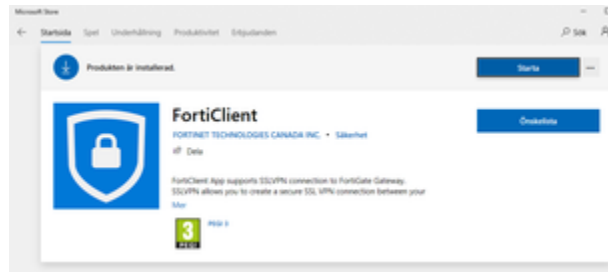 Microsoft Store
Startsida Spel Underhållning Produktivitet Erbjudanden
Sök
Produkten är installerad.
Starta
FortiClient
FORTINET TECHNOLOGIES CANADA INC. • Säkerhet
Önskelista
Dela
FortiClient App supports SSLVPN connection to FortiGate Gateway.
SSLVPN allows you to create a secure SSL VPN connection between your
Mer
3
PEGI 3
PEGI